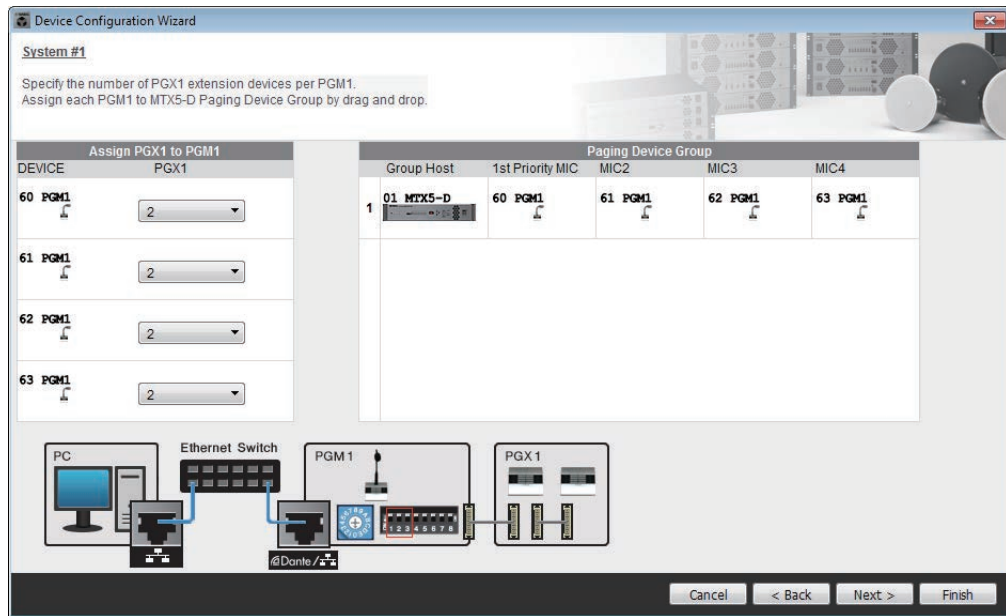 Device Configuration Wizard
System #1
Specify the number of PGX1 extension devices per PGM1.
Assign each PGM1 to MTX5-D Paging Device Group by drag and drop.
Assign PGX1 to PGM1
DEVICE PGX1
60 PGM1
2
61 PGM1
2
62 PGM1
2
63 PGM1
2
Paging Device Group
Group Host 1st Priority MIC MIC2 MIC3 MIC4
1 01 MTX5-D 60 PGM1 61 PGM1 62 PGM1 63 PGM1
PC
Ethernet Switch
PGM1
PGX1
1 2 3 4 5 6 7 8
Dante /
Cancel < Back Next > Finish